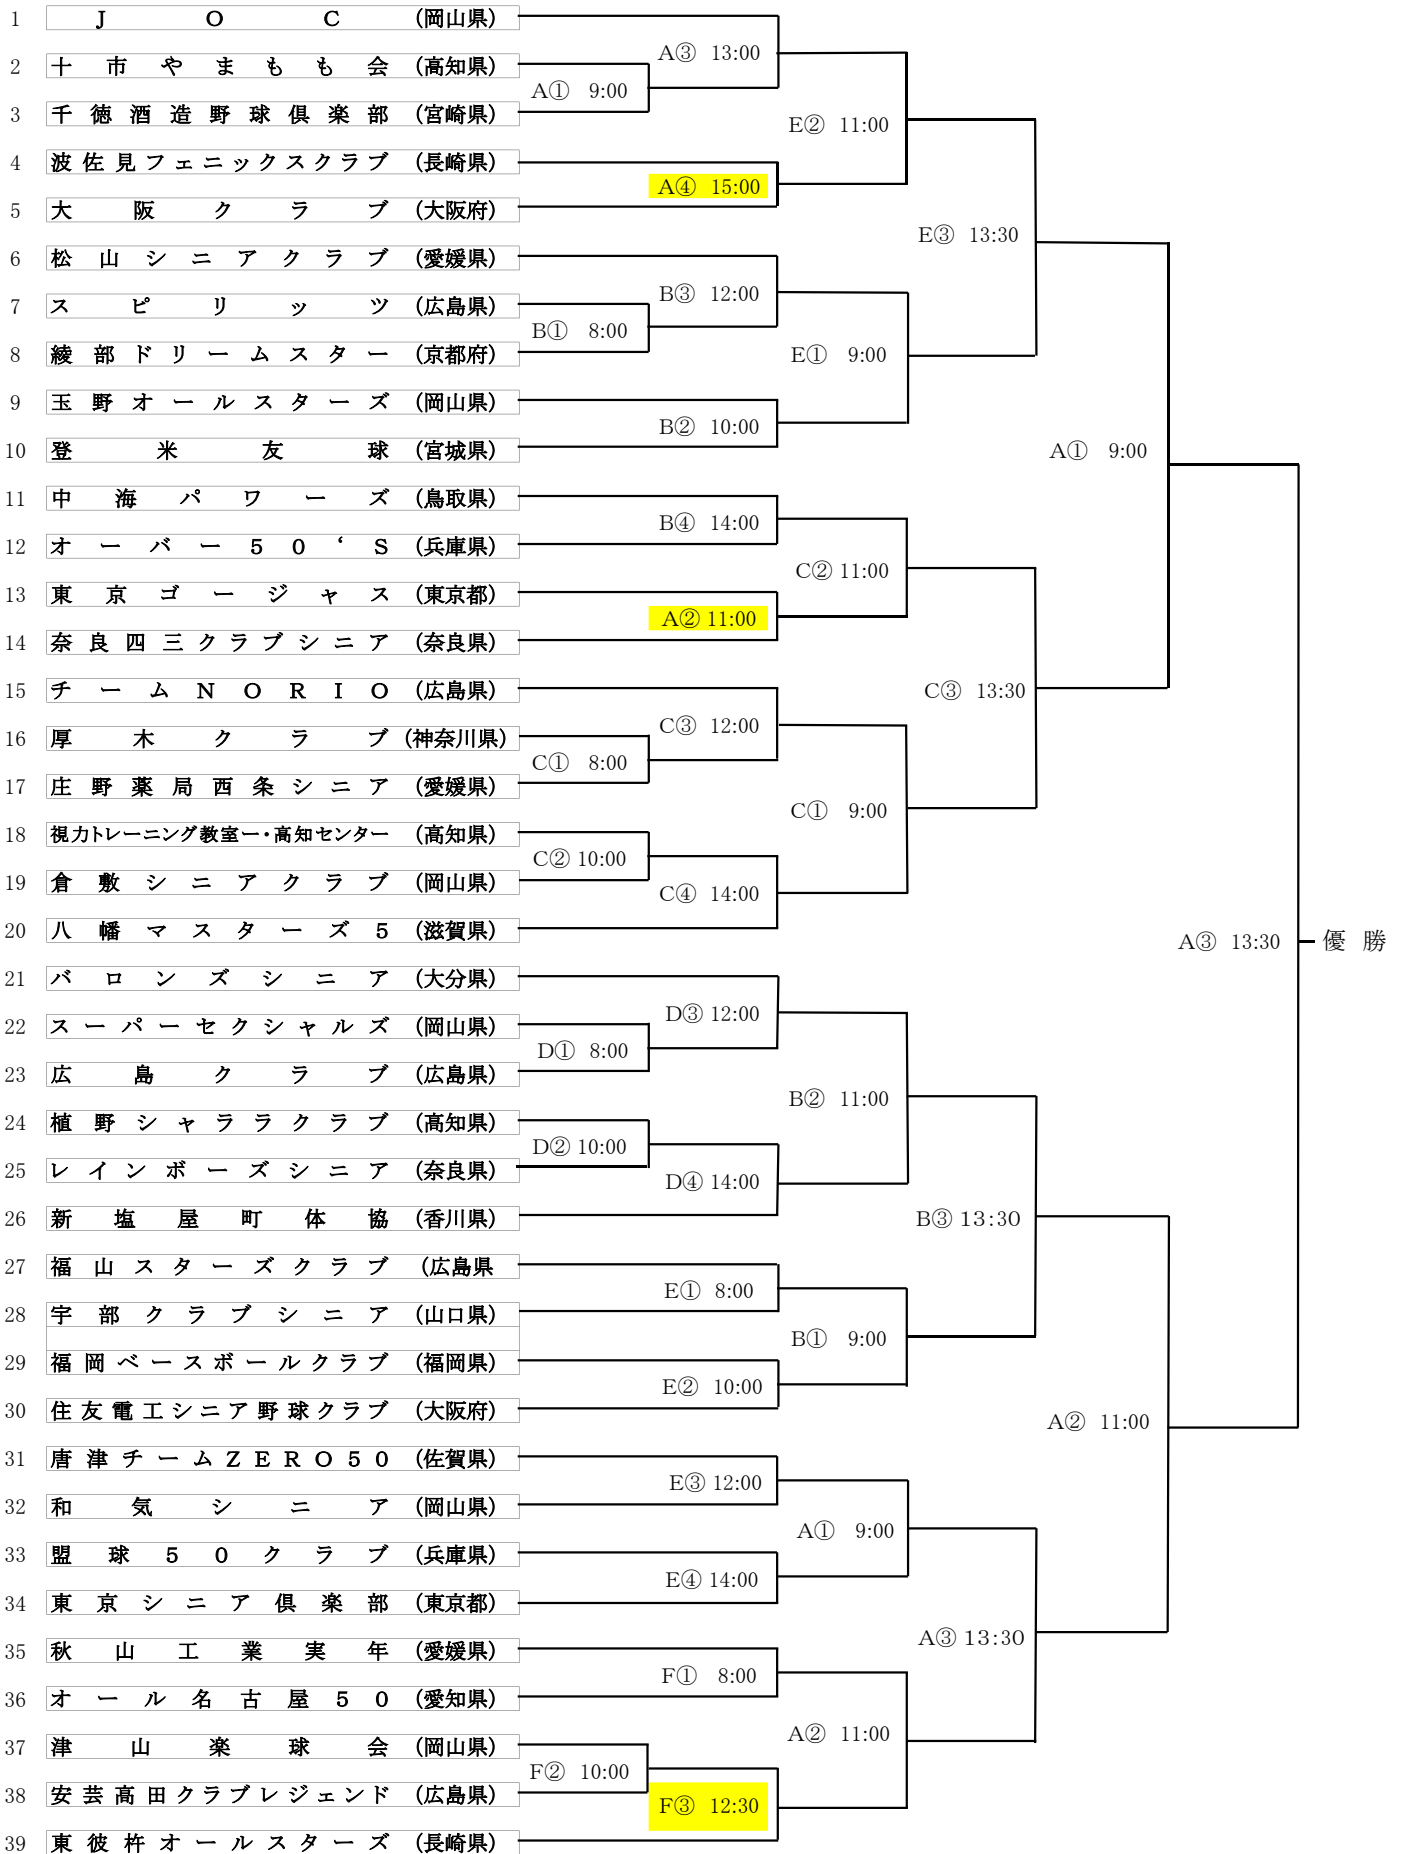 1 J O C (岡山県)
A③ 13:00
2 十市やまもも会 (高知県)
A① 9:00
3 千徳酒造野球倶楽部 (宮崎県)
E② 11:00
4 波佐見フェニックスクラブ (長崎県)
A④ 15:00
5 大阪クラブ (大阪府)
E③ 13:30
6 松山シニアクラブ (愛媛県)
B③ 12:00
7 スピリッツ (広島県)
B① 8:00
8 綾部ドリームスター (京都府)
E① 9:00
9 玉野オールスターズ (岡山県)
B② 10:00
10 登米友球 (宮城県)
A① 9:00
11 中海パワーズ (鳥取県)
B④ 14:00
12 オーバー50‘S (兵庫県)
C② 11:00
13 東京ゴージャス (東京都)
A② 11:00
14 奈良四三クラブシニア (奈良県)
15 チームNORIO (広島県)
C③ 13:30
C③ 12:00
16 厚木クラブ (神奈川県)
C① 8:00
17 庄野薬局西条シニア (愛媛県)
C① 9:00
18 視力トレーニング教室ー・高知センター (高知県)
C② 10:00
19 倉敷シニアクラブ (岡山県)
C④ 14:00
20 八幡マスターズ5 (滋賀県)
A③ 13:30 優勝
21 バロンズシニア (大分県)
D③ 12:00
22 スーパーセクシャルズ (岡山県)
D① 8:00
23 広島クラブ (広島県)
B② 11:00
24 植野シャララクラブ (高知県)
D② 10:00
25 レインボーズシニア (奈良県)
D④ 14:00
26 新塩屋町体協 (香川県)
B③ 13:30
27 福山スターズクラブ (広島県
E① 8:00
28 宇部クラブシニア (山口県)
B① 9:00
29 福岡ベースボールクラブ (福岡県)
E② 10:00
30 住友電工シニア野球クラブ (大阪府)
A② 11:00
31 唐津チームZERO50 (佐賀県)
E③ 12:00
32 和気シニア (岡山県)
A① 9:00
33 盟球50クラブ (兵庫県)
E④ 14:00
34 東京シニア倶楽部 (東京都)
A③ 13:30
35 秋山工業実年 (愛媛県)
F① 8:00
36 オール名古屋50 (愛知県)
A② 11:00
37 津山楽球会 (岡山県)
F② 10:00
38 安芸高田クラブレジェンド (広島県)
F③ 12:30
39 東彼杵オールスターズ (長崎県)